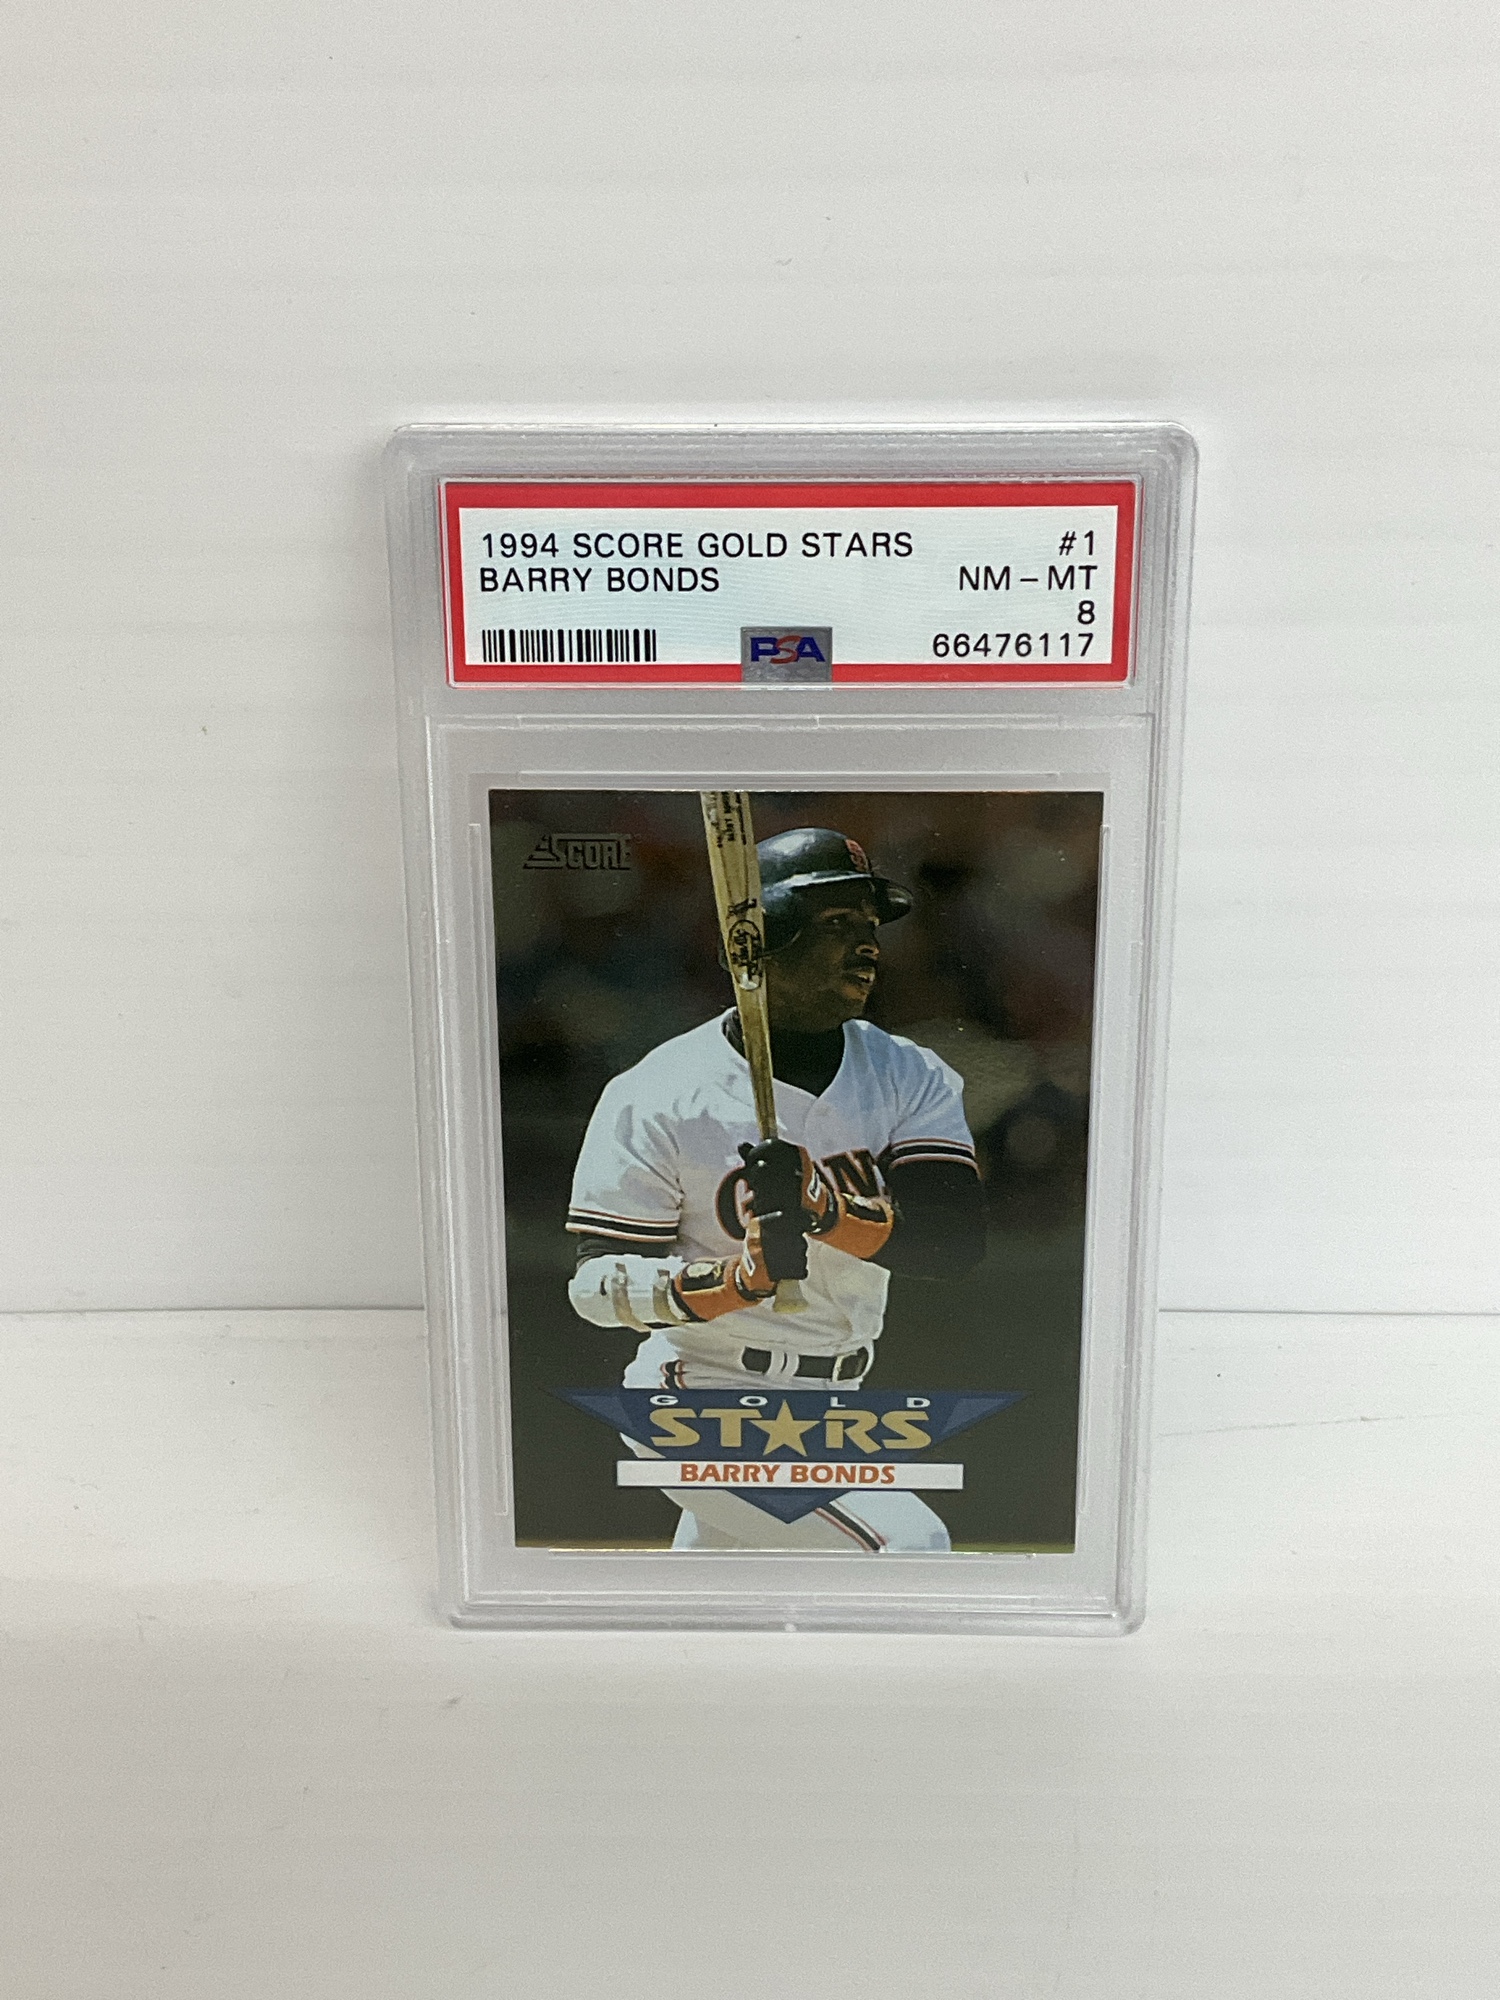 1994 SCORE GOLD STARS #1
BARRY BONDS NM – MT
8
PSA 66476117
SCORE
GOLD
STARS
BARRY BONDS